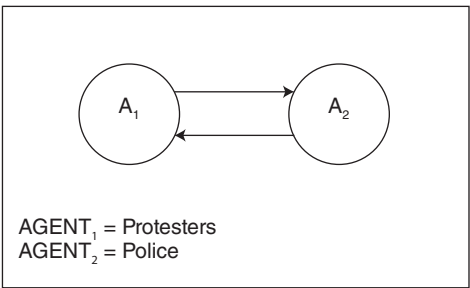 A₁ A₂
AGENT₁ = Protesters
AGENT₂ = Police